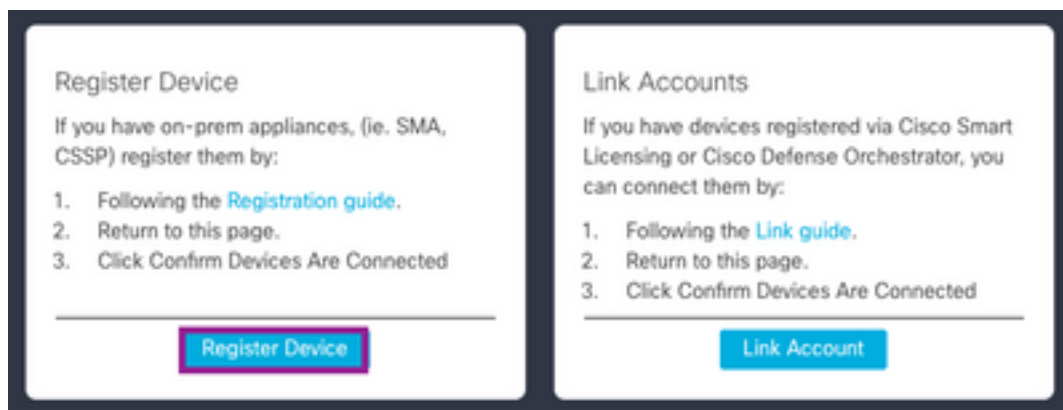 Register Device
If you have on-prem appliances, (ie. SMA,
CSSP) register them by:
1. Following the Registration guide.
2. Return to this page.
3. Click Confirm Devices Are Connected
Register Device
Link Accounts
If you have devices registered via Cisco Smart
Licensing or Cisco Defense Orchestrator, you
can connect them by:
1. Following the Link guide.
2. Return to this page.
3. Click Confirm Devices Are Connected
Link Account